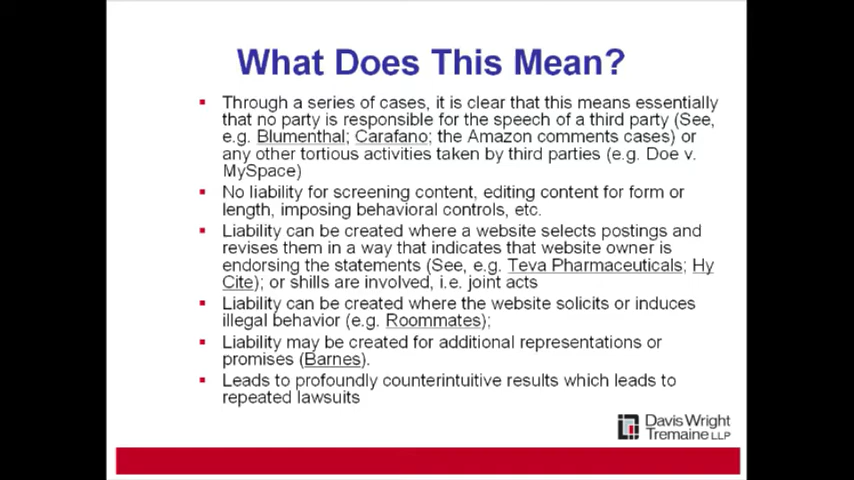 What Does This Mean?
Through a series of cases, it is clear that this means essentially
that no party is responsible for the speech of a third party (See,
e.g. Blumenthal; Carafano; the Amazon comments cases) or
any other tortious activities taken by third parties (e.g. Doe v.
MySpace)
No liability for screening content, editing content for form or
length, imposing behavioral controls, etc.
Liability can be created where a website selects postings and
revises them in a way that indicates that website owner is
endorsing the statements (See, e.g. Teva Pharmaceuticals; Hy
Cite); or shills are involved, i.e. joint acts
Liability can be created where the website solicits or induces
illegal behavior (e.g. Roommates);
Liability may be created for additional representations or
promises (Barnes).
Leads to profoundly counterintuitive results which leads to
repeated lawsuits
Davis Wright
Tremaine LLP